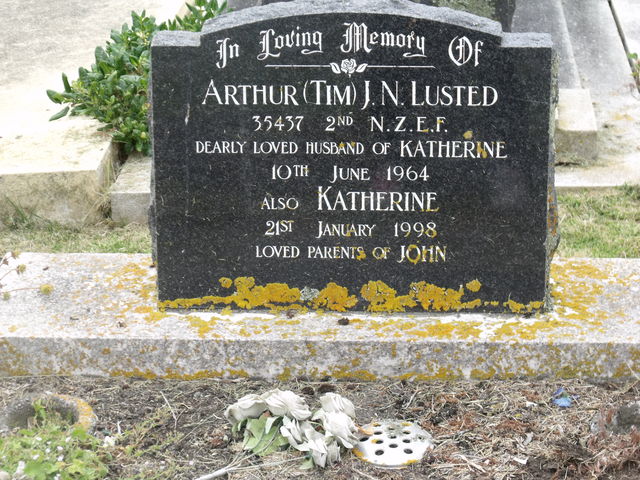 In Loving Memory Of
ARTHUR (TIM) J. N. LUSTED
35437 2ND N.Z.E.F.
DEARLY LOVED HUSBAND OF KATHERINE
10TH JUNE 1964
ALSO KATHERINE
21ST JANUARY 1998
LOVED PARENTS OF JOHN